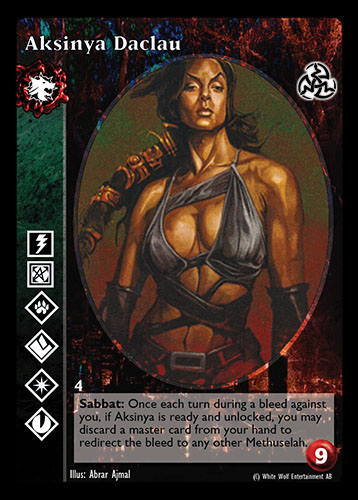 Aksinya Daclau
4
Sabbat: Once each turn during a bleed against
you, if Aksinya is ready and unlocked, you may
discard a master card from your hand to
redirect the bleed to any other Methuselah.
9
Illus: Abrar Ajmal
(C) White Wolf Entertainment AB